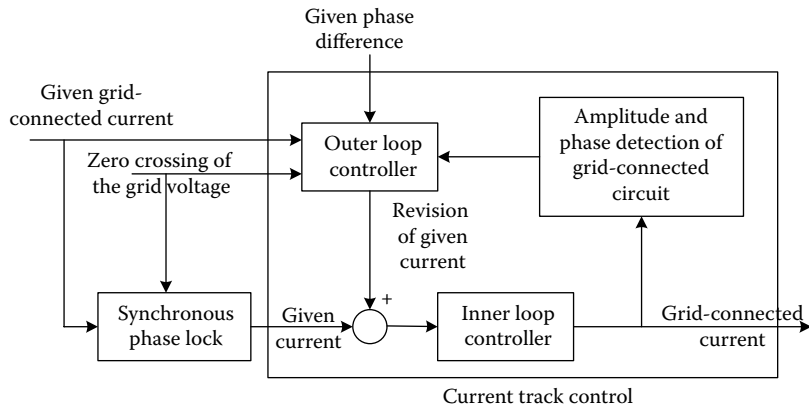 Given phase
difference
Given grid-
connected current
Zero crossing of
the grid voltage
Outer loop
controller
Amplitude and
phase detection of
grid-connected
circuit
Revision
of given
current
+
Synchronous
phase lock
Given
current
Inner loop
controller
Grid-connected
current
Current track control